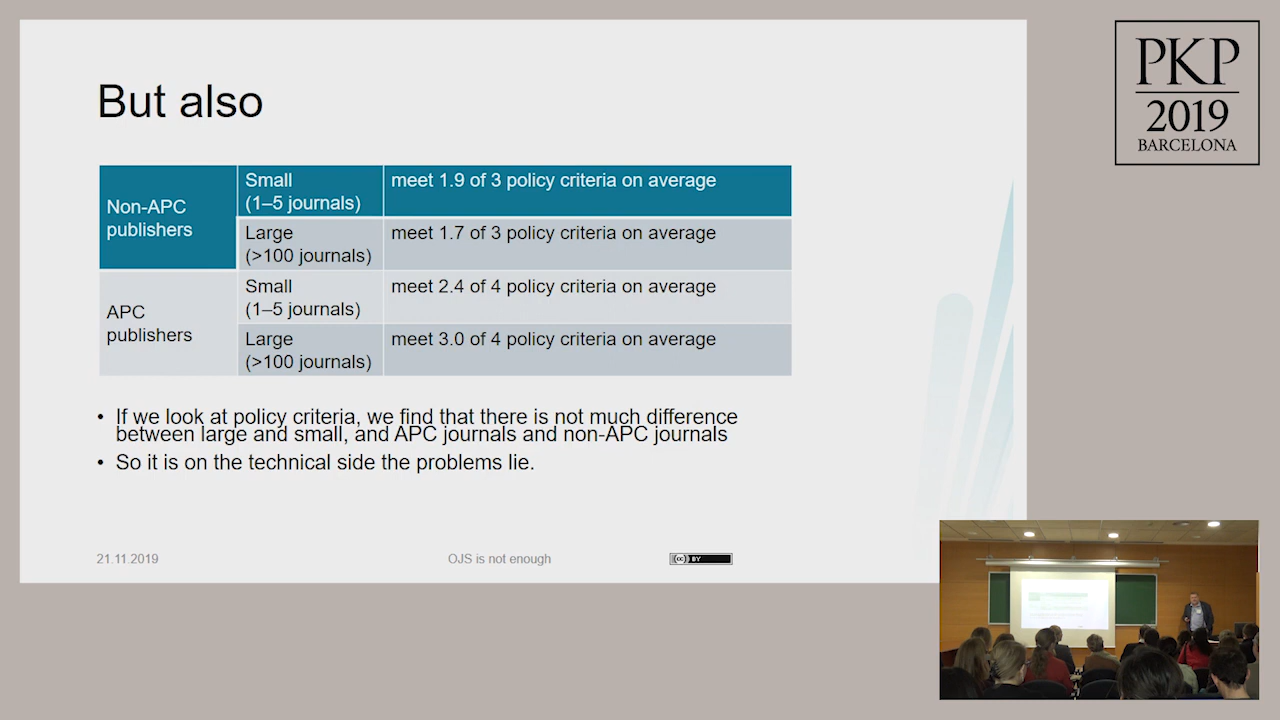 But also
Non-APC
publishers
Small
(1–5 journals)
meet 1.9 of 3 policy criteria on average
Large
(>100 journals)
meet 1.7 of 3 policy criteria on average
APC
publishers
Small
(1–5 journals)
meet 2.4 of 4 policy criteria on average
Large
(>100 journals)
meet 3.0 of 4 policy criteria on average
• If we look at policy criteria, we find that there is not much difference
between large and small, and APC journals and non-APC journals
• So it is on the technical side the problems lie.
21.11.2019
OJS is not enough
(cc) BY
PKP
2019
BARCELONA